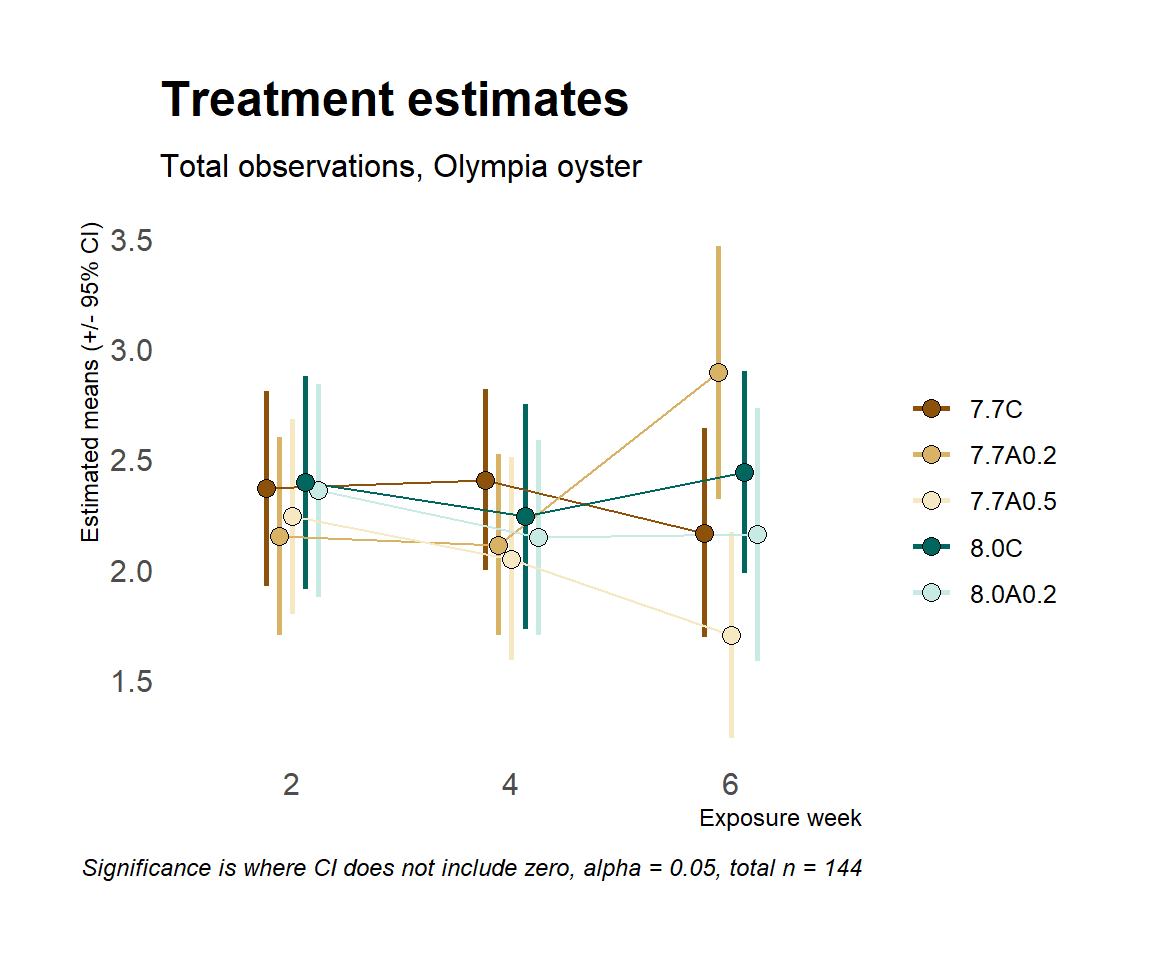 Treatment estimates
Total observations, Olympia oyster
Estimated means (+/- 95% CI)
3.5
3.0
2.5
2.0
1.5
2
4
6
Exposure week
7.7C
7.7A0.2
7.7A0.5
8.0C
8.0A0.2
Significance is where CI does not include zero, alpha = 0.05, total n = 144